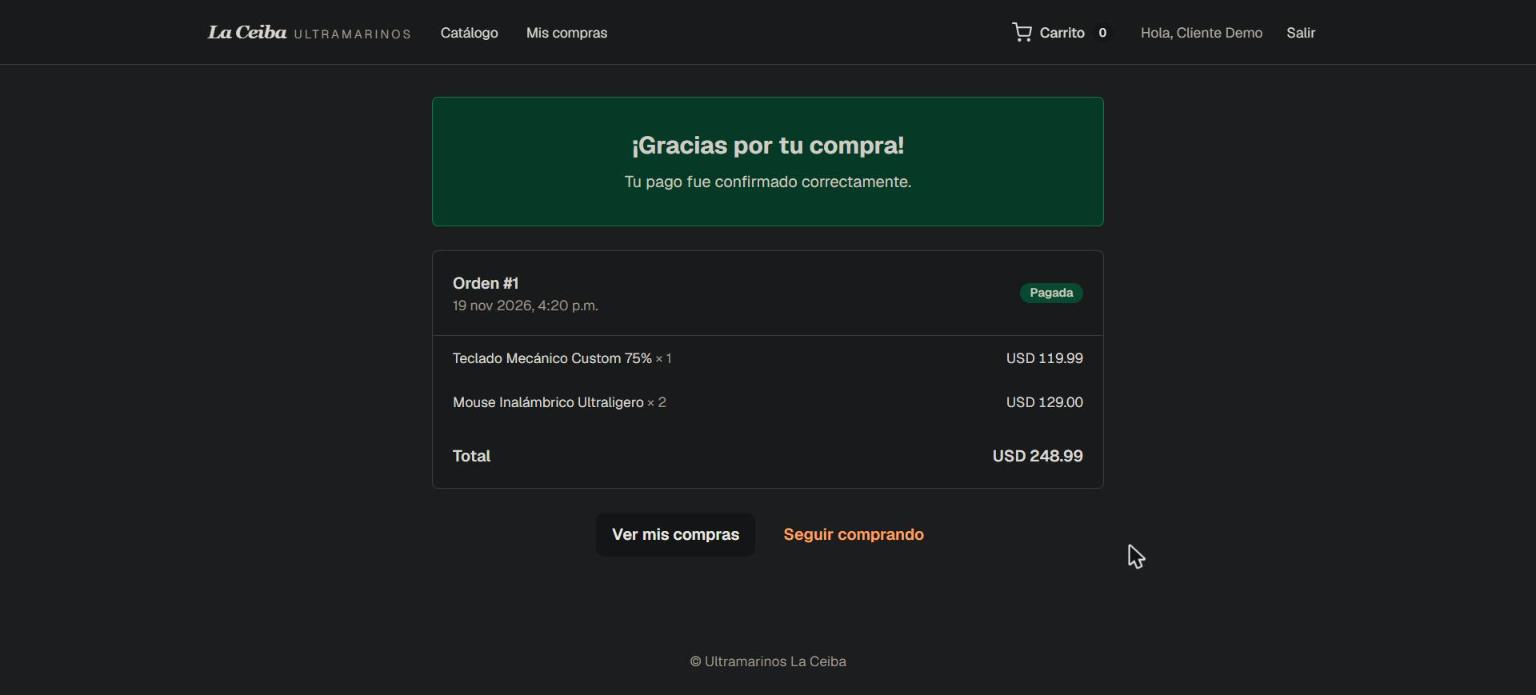 La Ceiba ULTRAMARINOS Catálogo Mis compras Carrito 0 Hola, Cliente Demo Salir
¡Gracias por tu compra!
Tu pago fue confirmado correctamente.
Orden #1
19 nov 2026, 4:20 p.m.
Pagada
Teclado Mecánico Custom 75% × 1 USD 119.99
Mouse Inalámbrico Ultraligero × 2 USD 129.00
Total USD 248.99
Ver mis compras Seguir comprando
© Ultramarinos La Ceiba